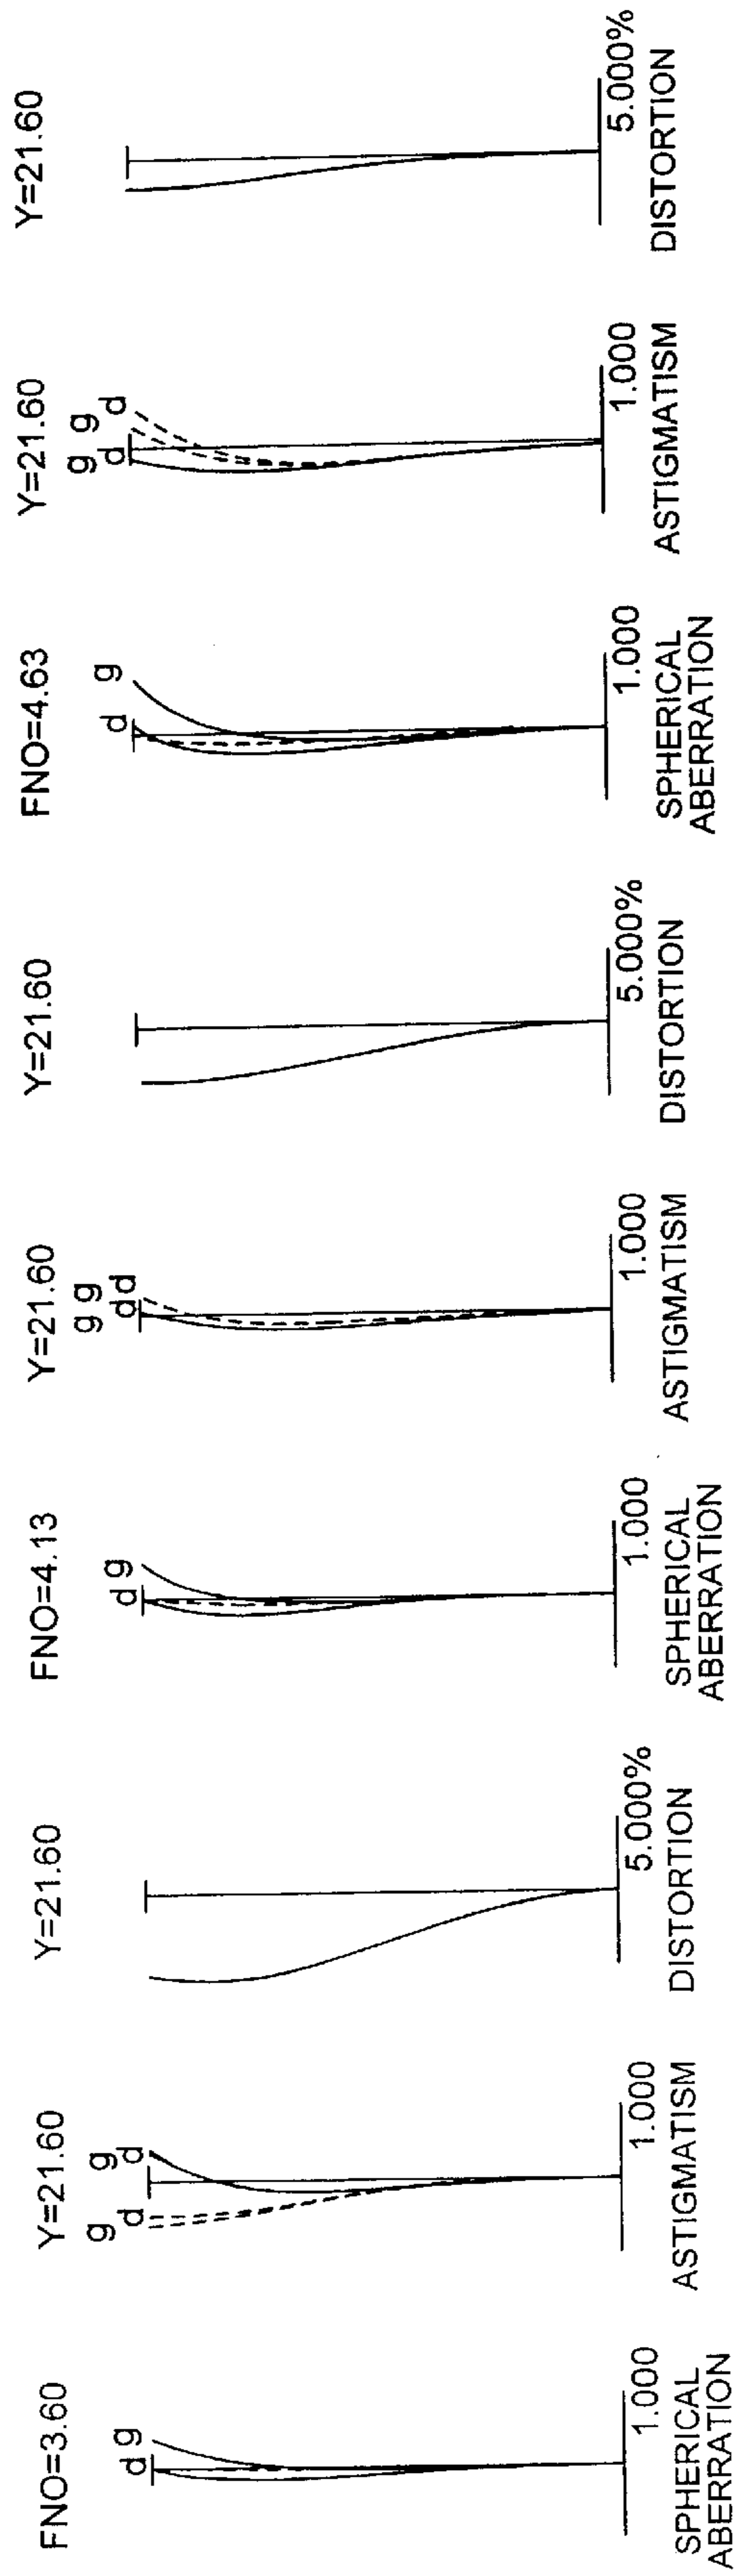 FNO=3.60
d g
1.000
SPHERICAL
ABERRATION
Y=21.60
g g
d d
1.000
ASTIGMATISM
Y=21.60
5.000%
DISTORTION
FNO=4.13
d g
1.000
SPHERICAL
ABERRATION
Y=21.60
g g
d d
1.000
ASTIGMATISM
Y=21.60
5.000%
DISTORTION
FNO=4.63
d g
1.000
SPHERICAL
ABERRATION
Y=21.60
g g
d d
1.000
ASTIGMATISM
Y=21.60
5.000%
DISTORTION